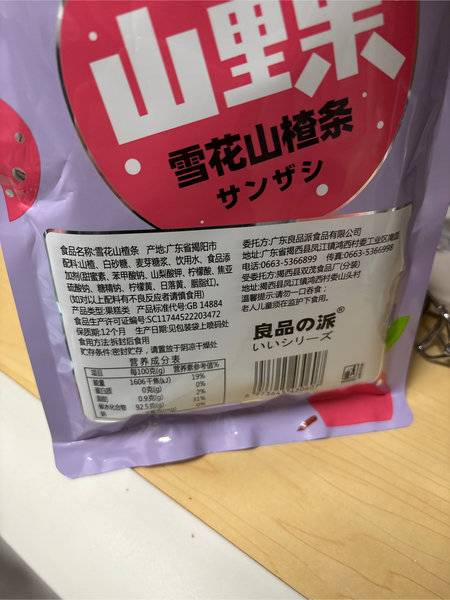 山里果
雪花山楂条
サンザシ
食品名称:雪花山楂条 产地:广东省揭阳市
配料:山楂、白砂糖、麦芽糖浆、饮用水、食品添
加剂(甜蜜素、苯甲酸钠、山梨酸钾、柠檬酸、焦亚
硫酸钠、糖精钠、柠檬黄、日落黄、胭脂红)。
(如对以上配料有不良反应者请慎食用)
产品类型:果糕类 产品标准代号:GB 14884
食品生产许可证编号:SC11744522203472
保质期:12个月 生产日期:见包装袋上喷码处
食用方法:拆封后食用
贮存条件:密封贮存，请置放于阴凉干燥处
营养成分表
项目 每100克(g) 营养素参考值%
能量 1606千焦(kJ) 19%
蛋白质 0克(g) 0%
脂肪 0.9克(g) 2%
碳水化合物 92.5克(g) 31%
钠 0%
委托方:广东良品派食品有限公司
地址:广东省揭西县凤江镇鸿西村委工业区
电话:0663-5366899 传真:0663-5366998
受委托方:揭西县双茂食品厂(分装)
地址:揭西县凤江镇鸿西村委山头村
温馨提示:请勿一口吞食;
老人儿童须在监护下食用。
良品の派
いいシリーズ